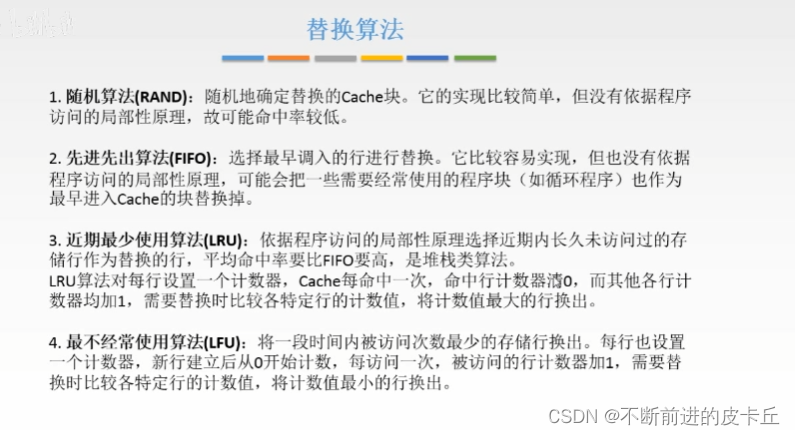 替换算法
1. 随机算法(RAND)：随机地确定替换的Cache块。它的实现比较简单，但没有依据程序
访问的局部性原理，故可能命中率较低。
2. 先进先出算法(FIFO)：选择最早调入的行进行替换。它比较容易实现，但也没有依据
程序访问的局部性原理，可能会把一些需要经常使用的程序块（如循环程序）也作为
最早进入Cache的块替换掉。
3. 近期最少使用算法(LRU)：依据程序访问的局部性原理选择近期内长久未访问过的存
储行作为替换的行，平均命中率要比FIFO要高，是堆栈类算法。
LRU算法对每行设置一个计数器，Cache每命中一次，命中行计数器清0，而其他各行计
数器均加1，需要替换时比较各特定行的计数值，将计数值最大的行换出。
4. 最不经常使用算法(LFU)：将一段时间内被访问次数最少的存储行换出。每行也设置
一个计数器，新行建立后从0开始计数，每访问一次，被访问的行计数器加1，需要替
换时比较各特定行的计数值，将计数值最小的行换出。
CSDN @不断前进的皮卡丘